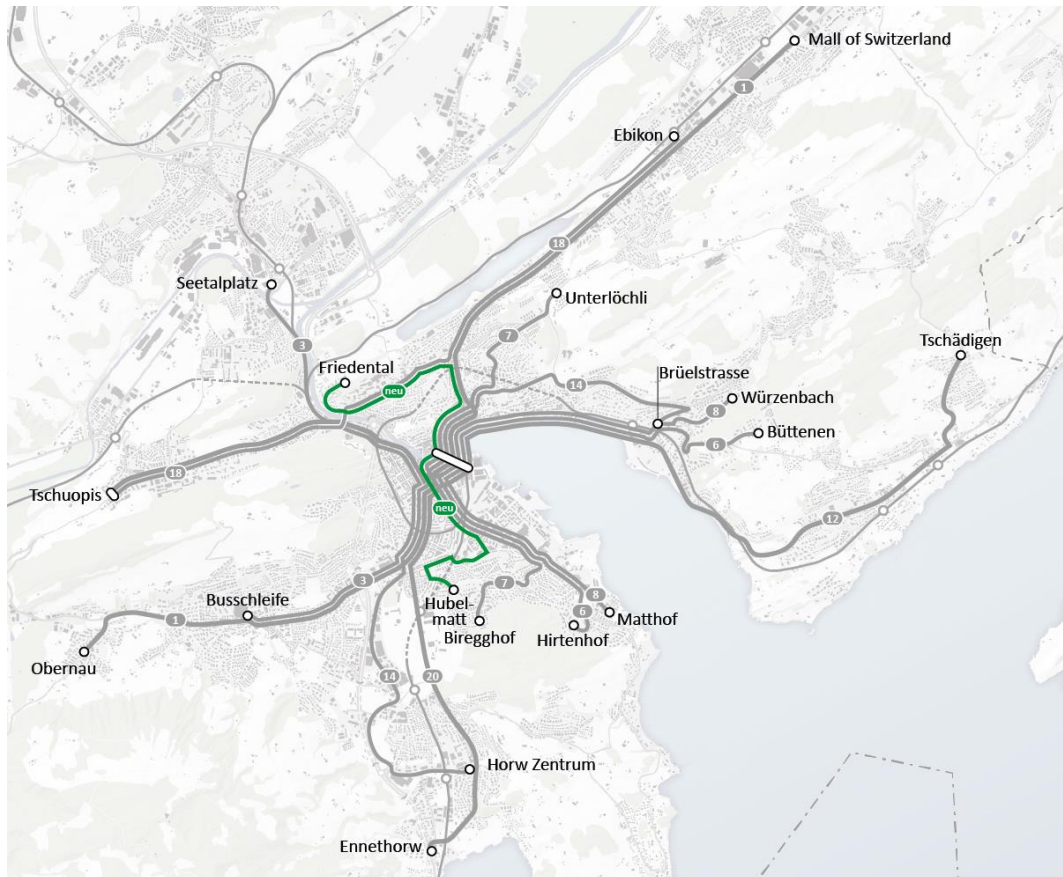 Mall of Switzerland
1
Ebikon
18
Seetalplatz
Unterlöchli
3
7
Tschädigen
Friedental
Brüelstrasse
neu
14
Würzenbach
8
Büttenen
6
18
Tschuopis
neu
12
3
7
8
Busschleife
Hubel-
matt
6
Matthof
1
Biregghof
Hirtenhof
Obernau
14
20
Horw Zentrum
Ennethorw